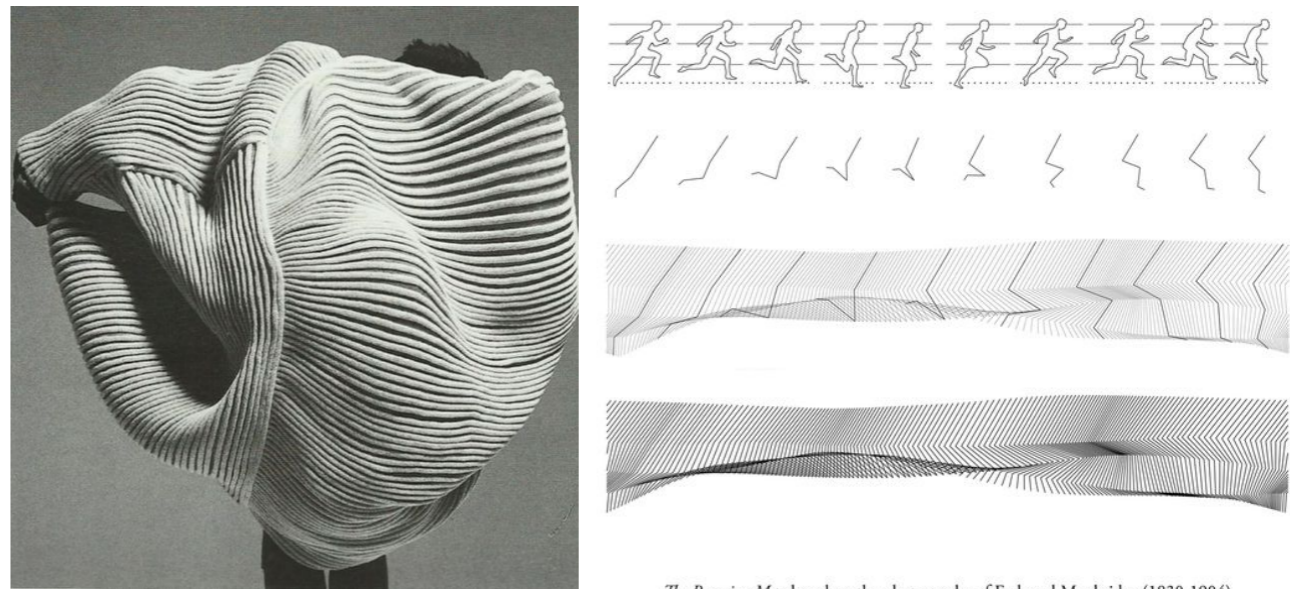 The Running Man based on the photographs of Eadweard Muybridge (1830-1904)